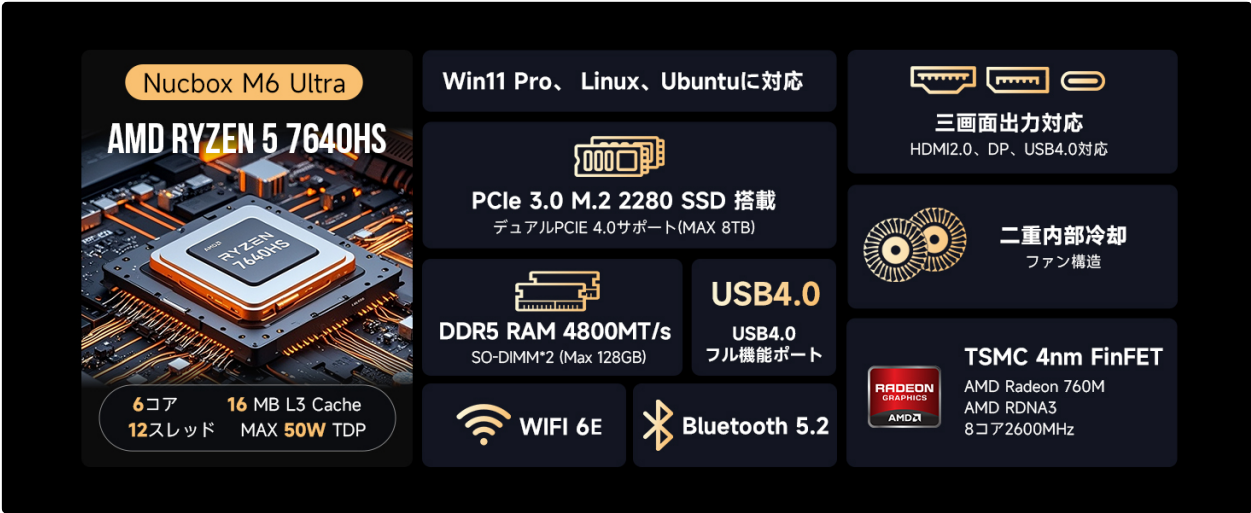 Nucbox M6 Ultra
AMD RYZEN 5 7640HS
AMD
RYZEN
7640HS
6コア 16 MB L3 Cache
12スレッド MAX 50W TDP
Win11 Pro、 Linux、Ubuntuに対応
PCIe 3.0 M.2 2280 SSD 搭載
デュアルPCIE 4.0サポート(MAX 8TB)
DDR5 RAM 4800MT/s
SO-DIMM*2 (Max 128GB)
USB4.0
USB4.0
フル機能ポート
WIFI 6E
Bluetooth 5.2
三画面出力対応
HDMI2.0、DP、USB4.0対応
二重内部冷却
ファン構造
RADEON
GRAPHICS
AMD
TSMC 4nm FinFET
AMD Radeon 760M
AMD RDNA3
8コア2600MHz